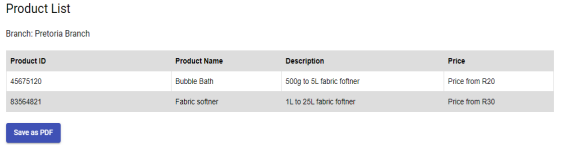 Product List
Branch: Pretoria Branch
Product ID Product Name Description Price
45675120 Bubble Bath 500g to 5L fabric foftner Price from R20
83564821 Fabric softner 1L to 25L fabric foftner Price from R30
Save as PDF